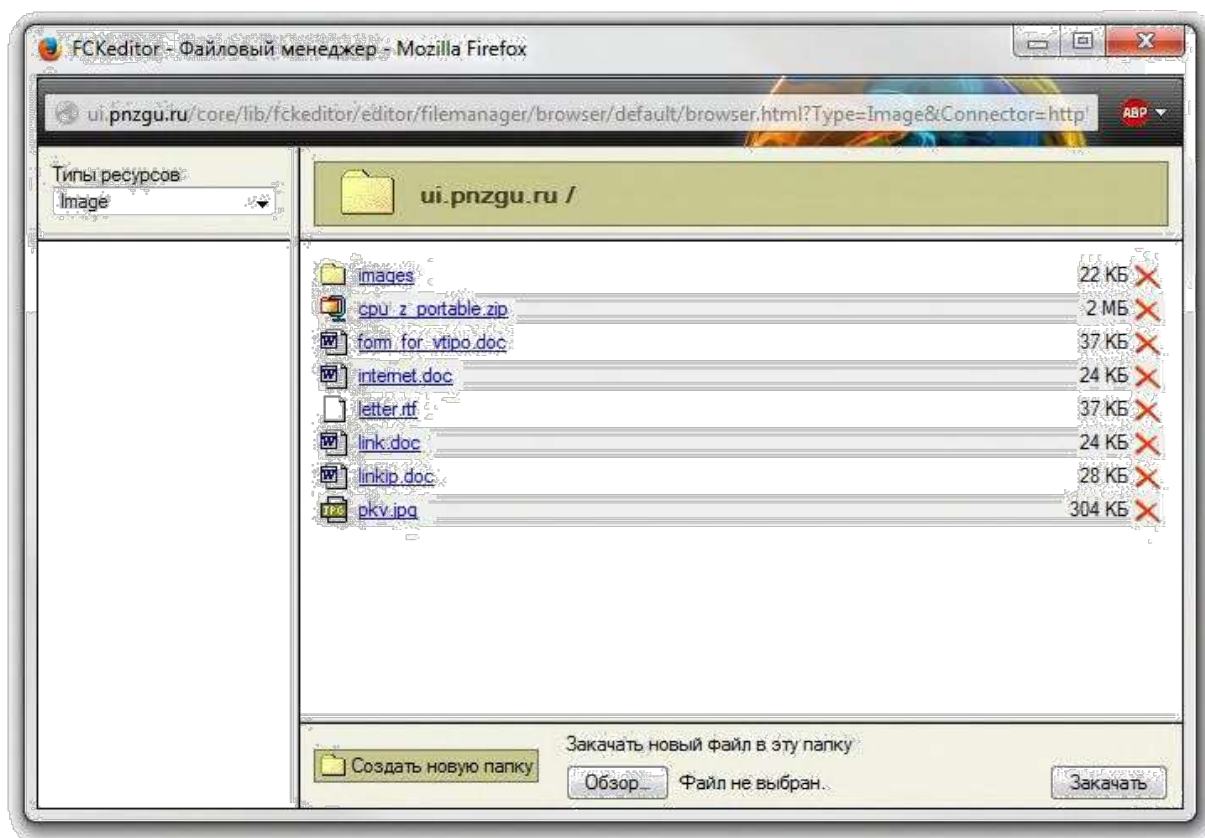 FCKeditor - Файловый менеджер - Mozilla Firefox
ui.pnzgu.ru/core/lib/fckeditor/editor/filemanager/browser/default/browser.html?Type=Image&Connector=http'
ABP
Типы ресурсов
Image
ui.pnzgu.ru /
images 22 КБ
cpu_z_portable.zip 2 МБ
form_for_vtipo.doc 37 КБ
internet.doc 24 КБ
letter.rtf 37 КБ
link.doc 24 КБ
linkip.doc 28 КБ
JPG pkv.jpg 304 КБ
Закачать новый файл в эту папку
Создать новую папку Обзор... Файл не выбран. Закачать